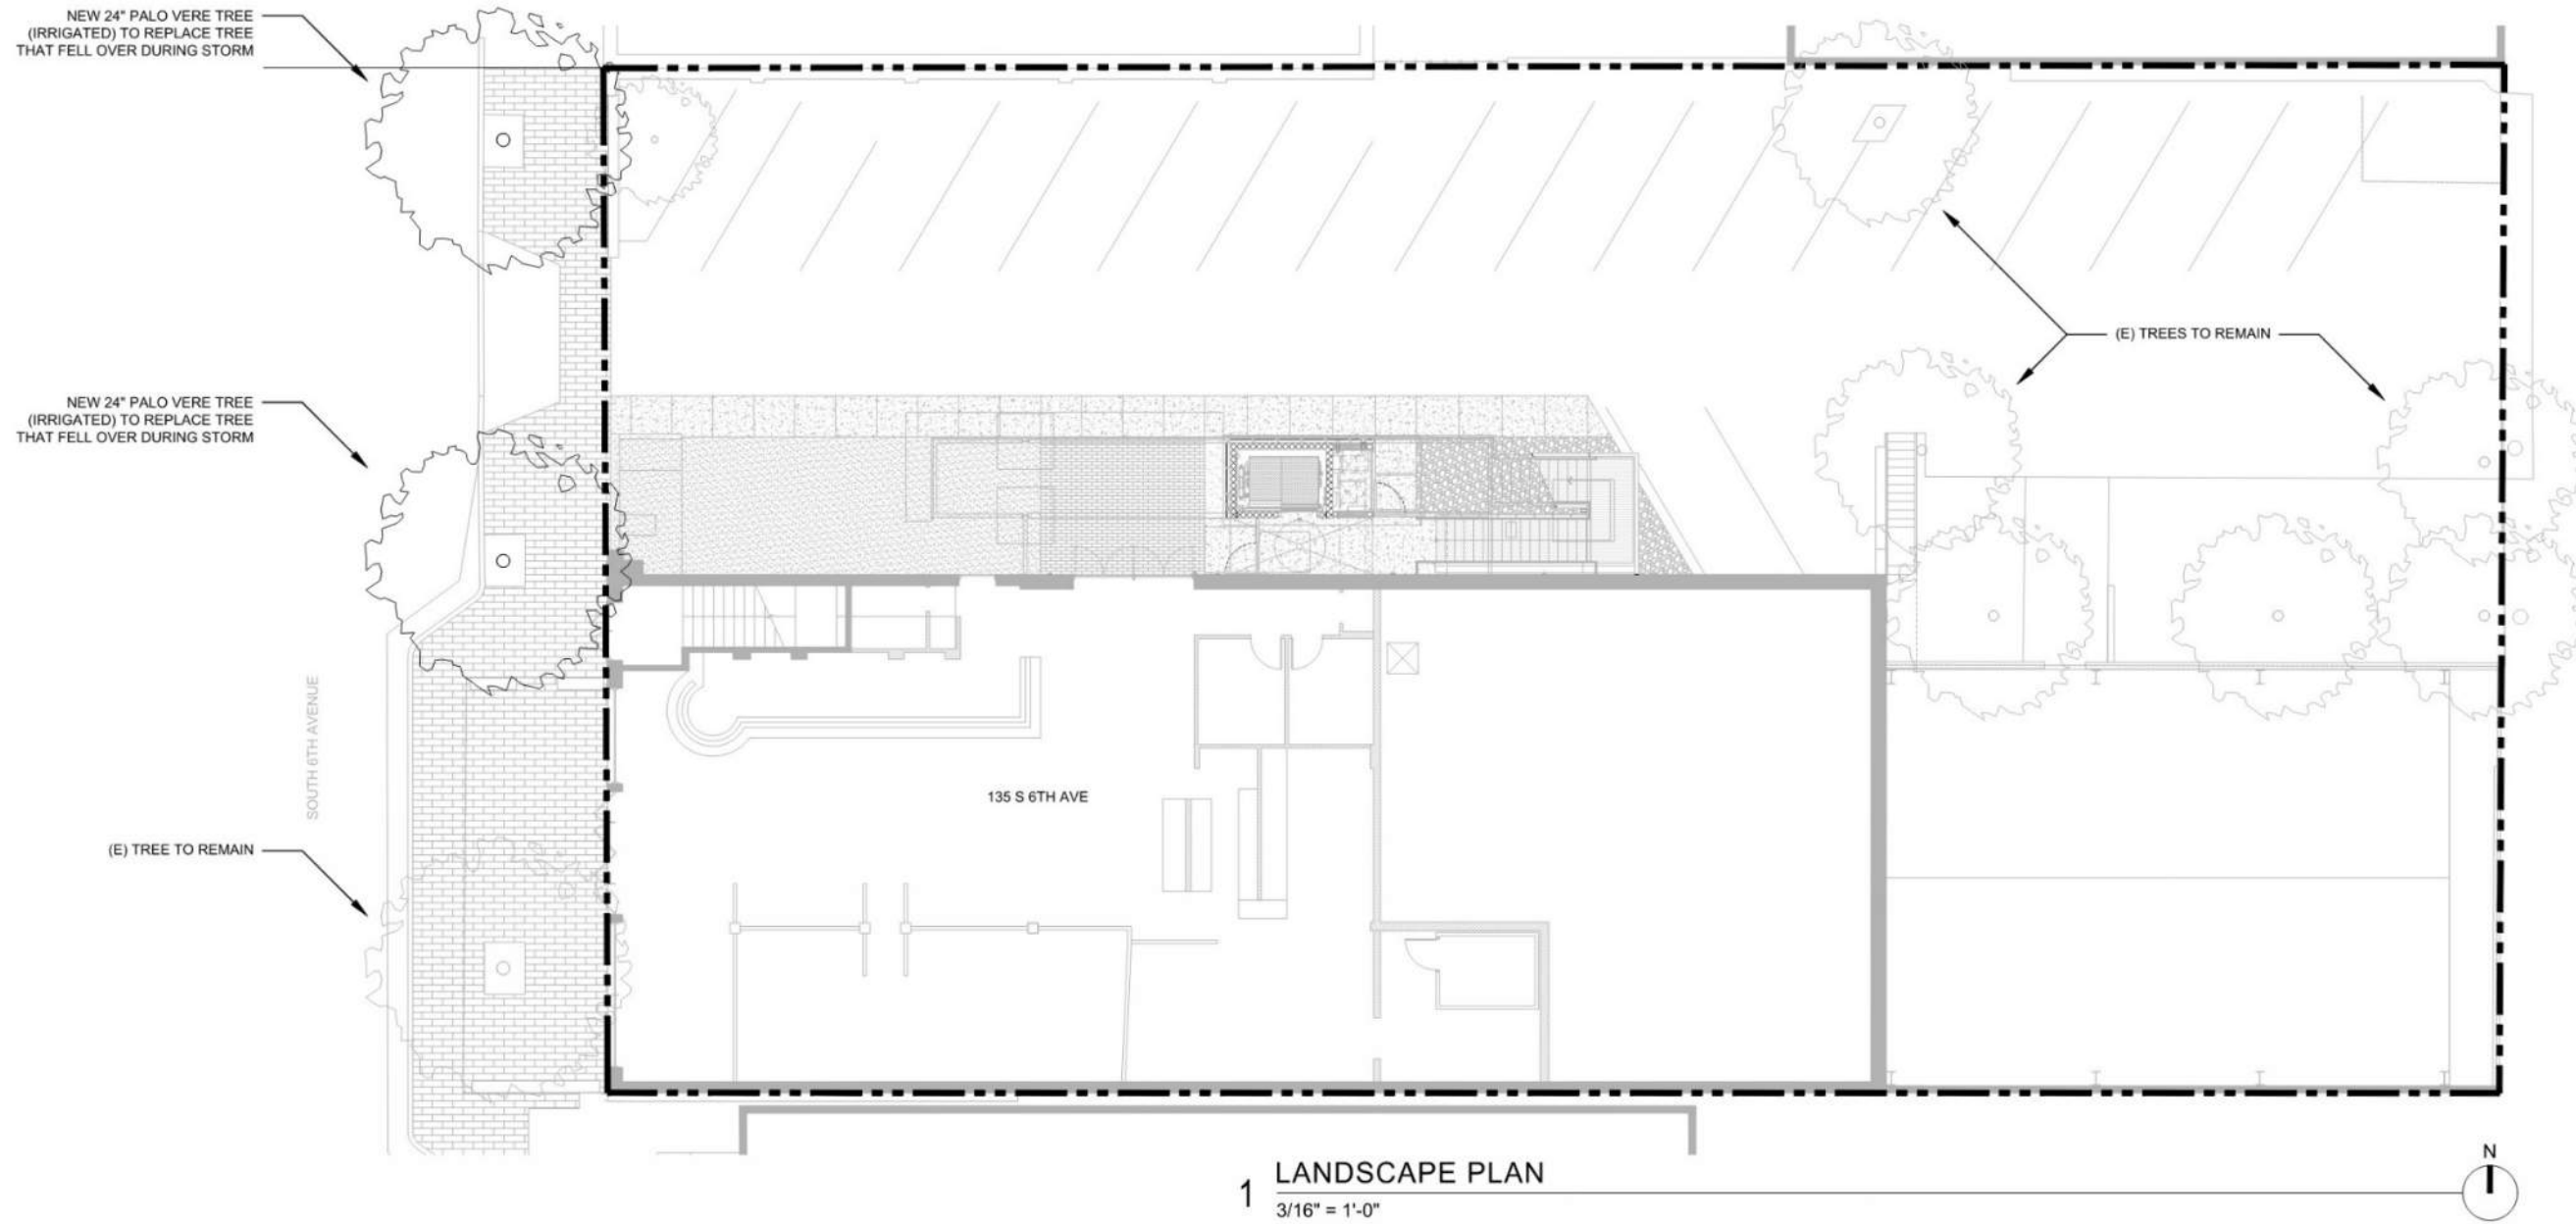 NEW 24" PALO VERE TREE
(IRRIGATED) TO REPLACE TREE
THAT FELL OVER DURING STORM
(E) TREES TO REMAIN
NEW 24" PALO VERE TREE
(IRRIGATED) TO REPLACE TREE
THAT FELL OVER DURING STORM
SOUTH 6TH AVENUE
135 S 6TH AVE
(E) TREE TO REMAIN
N
1 LANDSCAPE PLAN
3/16" = 1'-0"